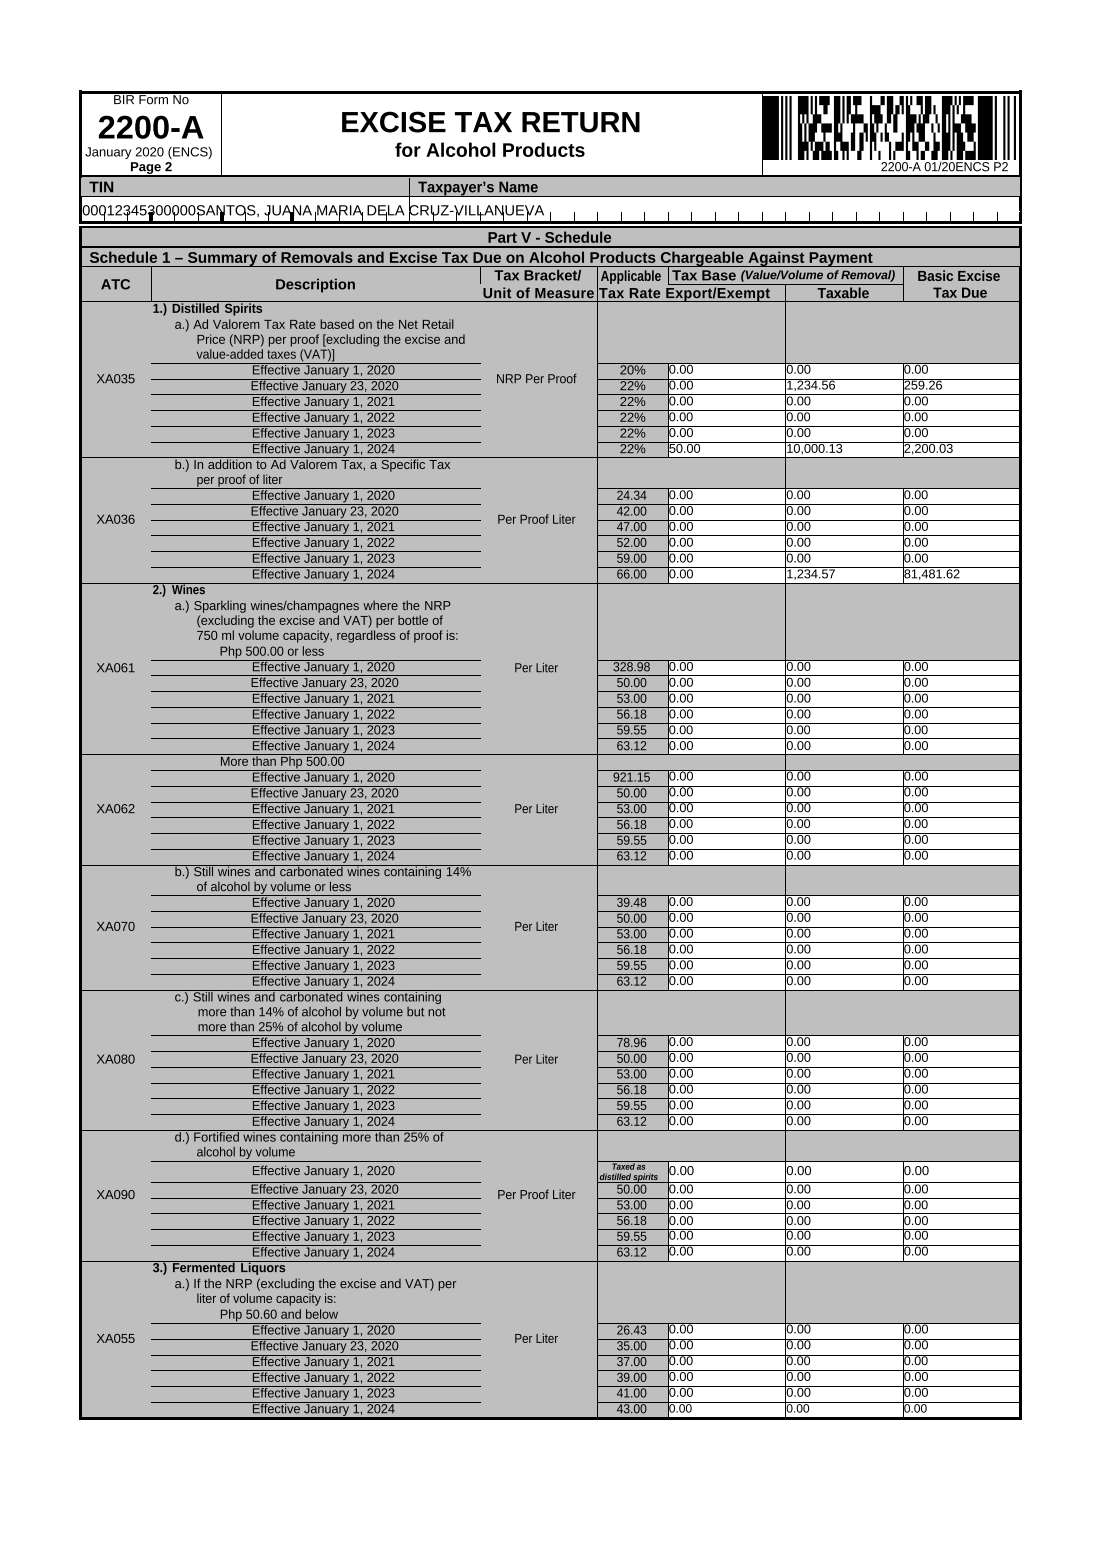 BIR Form No
2200-A
January 2020 (ENCS)
Page 2
EXCISE TAX RETURN
for Alcohol Products
2200-A 01/20ENCS P2
TIN Taxpayer's Name
00012345300000SANTOS, JUANA MARIA DELA CRUZ-VILLANUEVA
Part V - Schedule
Schedule 1 – Summary of Removals and Excise Tax Due on Alcohol Products Chargeable Against Payment
ATC Description Tax Bracket/ Unit of Measure Applicable Tax Rate Tax Base (Value/Volume of Removal) Export/Exempt Taxable Basic Excise Tax Due
1.) Distilled Spirits
a.) Ad Valorem Tax Rate based on the Net Retail
Price (NRP) per proof [excluding the excise and
value-added taxes (VAT)]
XA035 NRP Per Proof
Effective January 1, 2020 20% 0.00 0.00 0.00
Effective January 23, 2020 22% 0.00 1,234.56 259.26
Effective January 1, 2021 22% 0.00 0.00 0.00
Effective January 1, 2022 22% 0.00 0.00 0.00
Effective January 1, 2023 22% 0.00 0.00 0.00
Effective January 1, 2024 22% 50.00 10,000.13 2,200.03
b.) In addition to Ad Valorem Tax, a Specific Tax
per proof of liter
XA036 Per Proof Liter
Effective January 1, 2020 24.34 0.00 0.00 0.00
Effective January 23, 2020 42.00 0.00 0.00 0.00
Effective January 1, 2021 47.00 0.00 0.00 0.00
Effective January 1, 2022 52.00 0.00 0.00 0.00
Effective January 1, 2023 59.00 0.00 0.00 0.00
Effective January 1, 2024 66.00 0.00 1,234.57 81,481.62
2.) Wines
a.) Sparkling wines/champagnes where the NRP
(excluding the excise and VAT) per bottle of
750 ml volume capacity, regardless of proof is:
Php 500.00 or less
XA061 Per Liter
Effective January 1, 2020 328.98 0.00 0.00 0.00
Effective January 23, 2020 50.00 0.00 0.00 0.00
Effective January 1, 2021 53.00 0.00 0.00 0.00
Effective January 1, 2022 56.18 0.00 0.00 0.00
Effective January 1, 2023 59.55 0.00 0.00 0.00
Effective January 1, 2024 63.12 0.00 0.00 0.00
More than Php 500.00
XA062 Per Liter
Effective January 1, 2020 921.15 0.00 0.00 0.00
Effective January 23, 2020 50.00 0.00 0.00 0.00
Effective January 1, 2021 53.00 0.00 0.00 0.00
Effective January 1, 2022 56.18 0.00 0.00 0.00
Effective January 1, 2023 59.55 0.00 0.00 0.00
Effective January 1, 2024 63.12 0.00 0.00 0.00
b.) Still wines and carbonated wines containing 14%
of alcohol by volume or less
XA070 Per Liter
Effective January 1, 2020 39.48 0.00 0.00 0.00
Effective January 23, 2020 50.00 0.00 0.00 0.00
Effective January 1, 2021 53.00 0.00 0.00 0.00
Effective January 1, 2022 56.18 0.00 0.00 0.00
Effective January 1, 2023 59.55 0.00 0.00 0.00
Effective January 1, 2024 63.12 0.00 0.00 0.00
c.) Still wines and carbonated wines containing
more than 14% of alcohol by volume but not
more than 25% of alcohol by volume
XA080 Per Liter
Effective January 1, 2020 78.96 0.00 0.00 0.00
Effective January 23, 2020 50.00 0.00 0.00 0.00
Effective January 1, 2021 53.00 0.00 0.00 0.00
Effective January 1, 2022 56.18 0.00 0.00 0.00
Effective January 1, 2023 59.55 0.00 0.00 0.00
Effective January 1, 2024 63.12 0.00 0.00 0.00
d.) Fortified wines containing more than 25% of
alcohol by volume
XA090 Per Proof Liter
Effective January 1, 2020 Taxed as distilled spirits 0.00 0.00 0.00
Effective January 23, 2020 50.00 0.00 0.00 0.00
Effective January 1, 2021 53.00 0.00 0.00 0.00
Effective January 1, 2022 56.18 0.00 0.00 0.00
Effective January 1, 2023 59.55 0.00 0.00 0.00
Effective January 1, 2024 63.12 0.00 0.00 0.00
3.) Fermented Liquors
a.) If the NRP (excluding the excise and VAT) per
liter of volume capacity is:
Php 50.60 and below
XA055 Per Liter
Effective January 1, 2020 26.43 0.00 0.00 0.00
Effective January 23, 2020 35.00 0.00 0.00 0.00
Effective January 1, 2021 37.00 0.00 0.00 0.00
Effective January 1, 2022 39.00 0.00 0.00 0.00
Effective January 1, 2023 41.00 0.00 0.00 0.00
Effective January 1, 2024 43.00 0.00 0.00 0.00